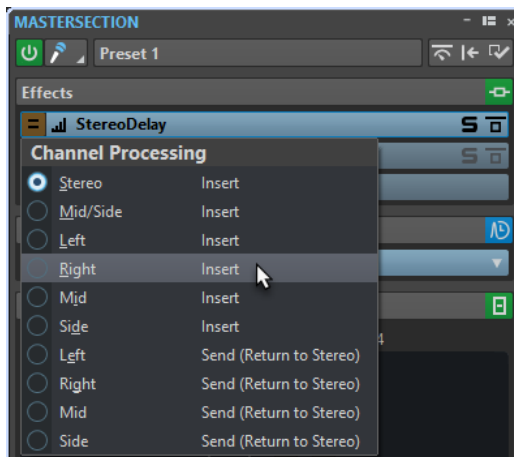 MASTERSECTION
Preset 1
Effects
StereoDelay S
Channel Processing
S
Stereo Insert
Mid/Side Insert
Left Insert
Right Insert
Mid Insert
Side Insert
4
Left Send (Return to Stereo)
Right Send (Return to Stereo)
Mid Send (Return to Stereo)
Side Send (Return to Stereo)